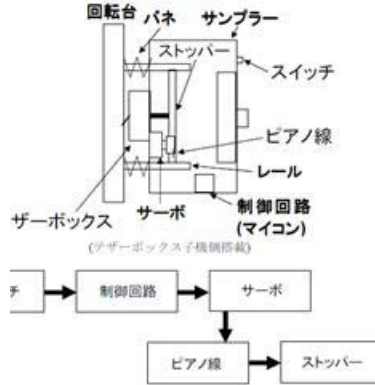 回転台
バネ
サンプラー
ストッパー
スイッチ
ピアノ線
レール
ザーボックス
サーボ
制御回路
(マイコン)
(テザーボックス子機側搭載)
チ
制御回路
サーボ
ピアノ線
ストッパー